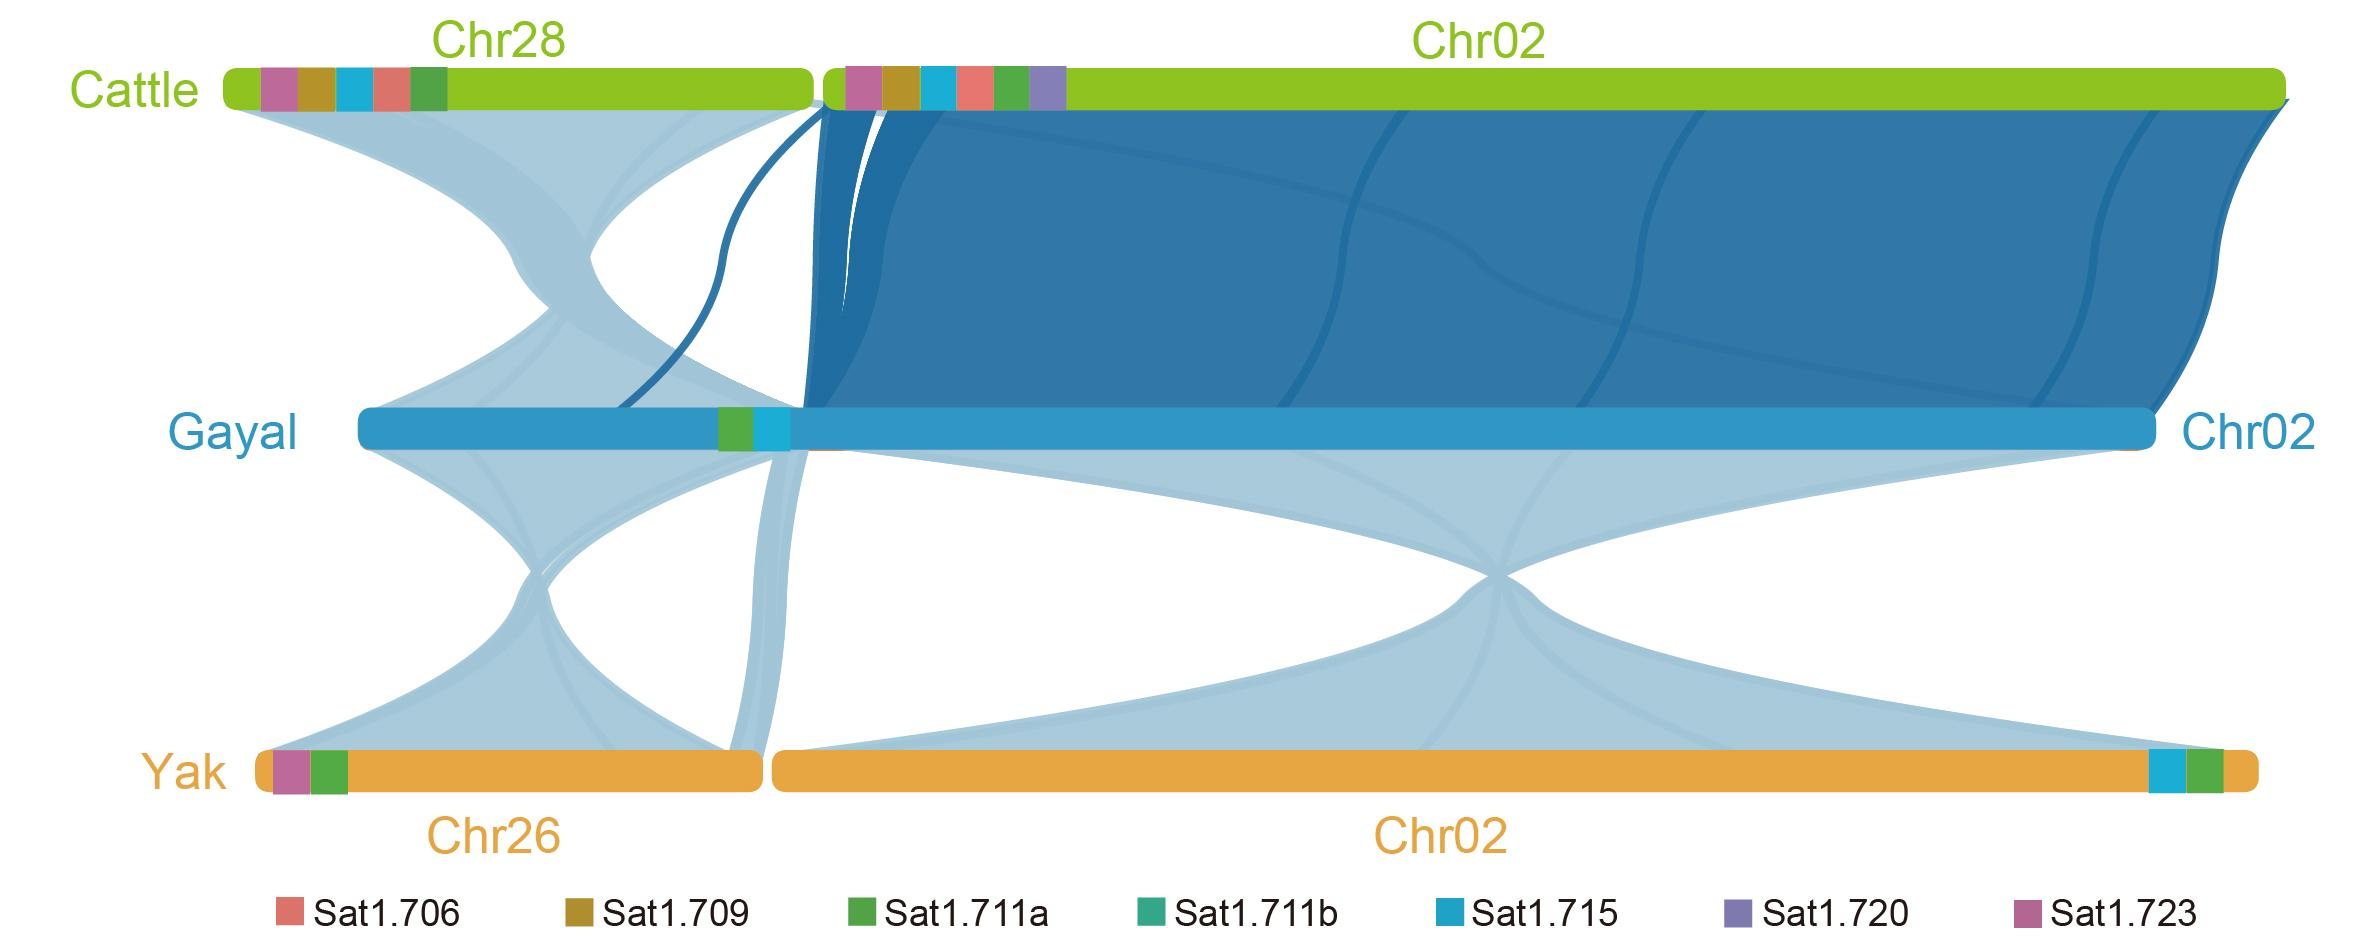 Chr28
Chr02
Cattle
Gayal
Chr02
Yak
Chr26
Chr02
Sat1.706
Sat1.709
Sat1.711a
Sat1.711b
Sat1.715
Sat1.720
Sat1.723